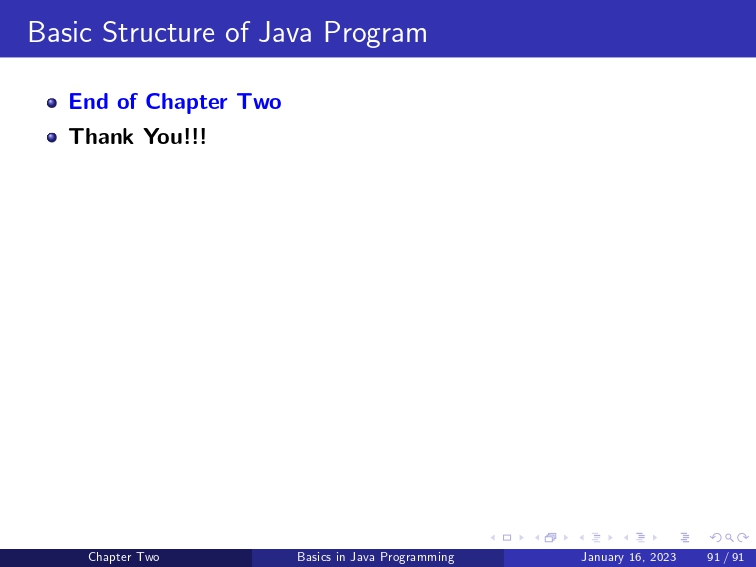 Basic Structure of Java Program
End of Chapter Two
Thank You!!!
Chapter Two
Basics in Java Programming
January 16, 2023
91 / 91